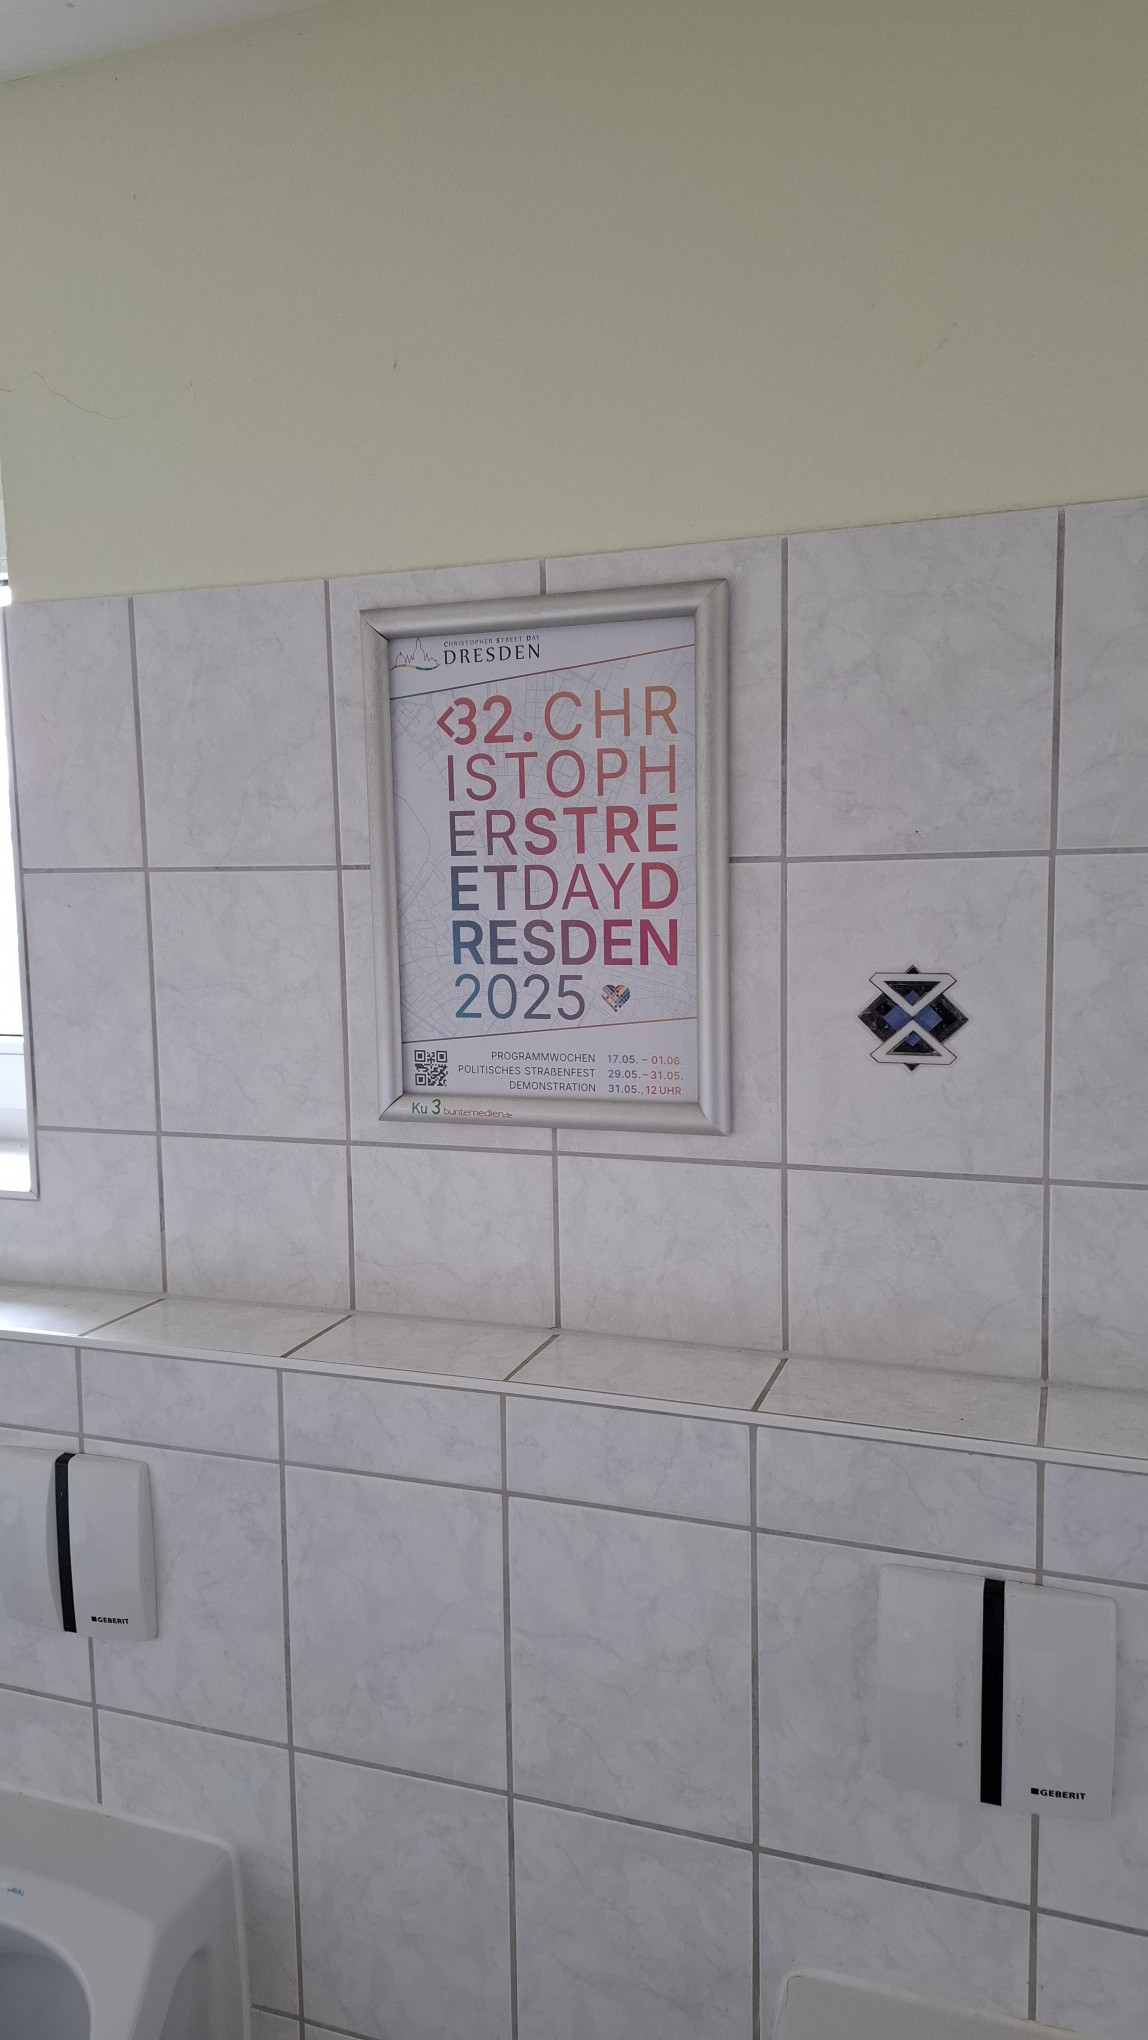 CHRISTOPHER STREET DAY
DRESDEN
<32.CHR
ISTOPH
ERSTRE
ETDAYD
RESDEN
2025
PROGRAMMWOCHEN 17.05. – 01.06.
POLITISCHES STRAßENFEST 29.05. – 31.05.
DEMONSTRATION 31.05., 12 UHR
Ku 3 buntemedien.de
GEBERIT
GEBERIT